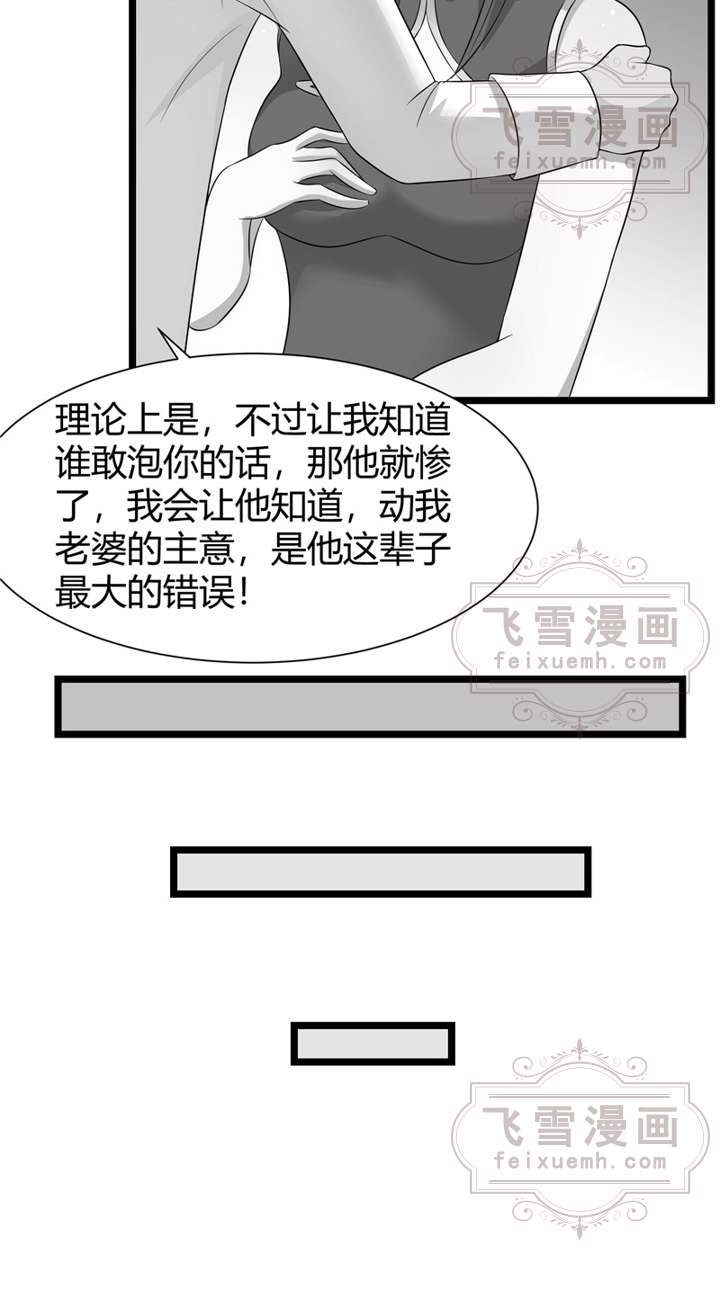 飞雪漫画
feixuemh.com
理论上是，不过让我知道
谁敢泡你的话，那他就惨
了，我会让他知道，动我
老婆的主意，是他这辈子
最大的错误！
飞雪漫画
feixuemh.com
飞雪漫画
feixuemh.com